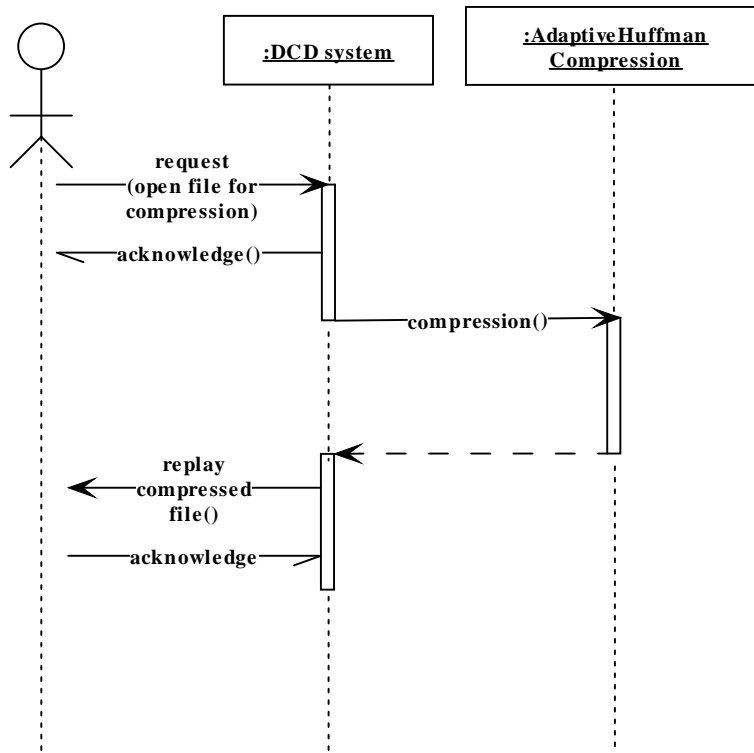 :DCD system
:AdaptiveHuffman
Compression
request
(open file for
compression)
acknowledge()
compression()
replay
compressed
file()
acknowledge